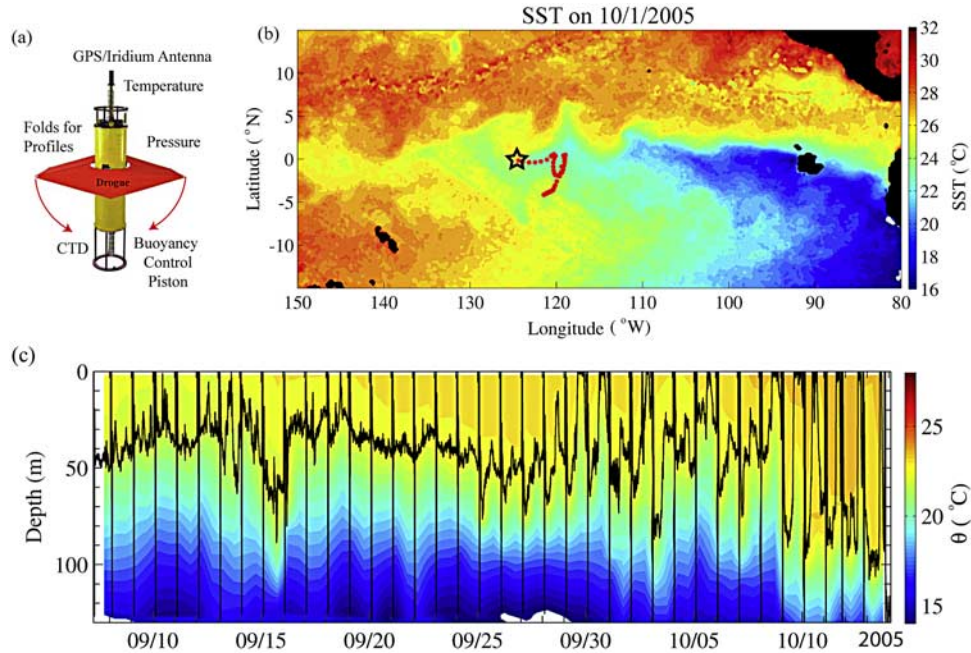 (a)
GPS/Iridium Antenna
Temperature
Folds for
Profiles
Pressure
Drogue
CTD
Buoyancy
Control
Piston
SST on 10/1/2005
(b)
Latitude (°N)
10
5
0
-5
-10
150 140 130 120 110 100 90 80
Longitude (°W)
32
30
28
26
24
22
20
18
16
SST (°C)
(c)
Depth (m)
0
50
100
09/10 09/15 09/20 09/25 09/30 10/05 10/10 2005
25
20
15
θ (°C)